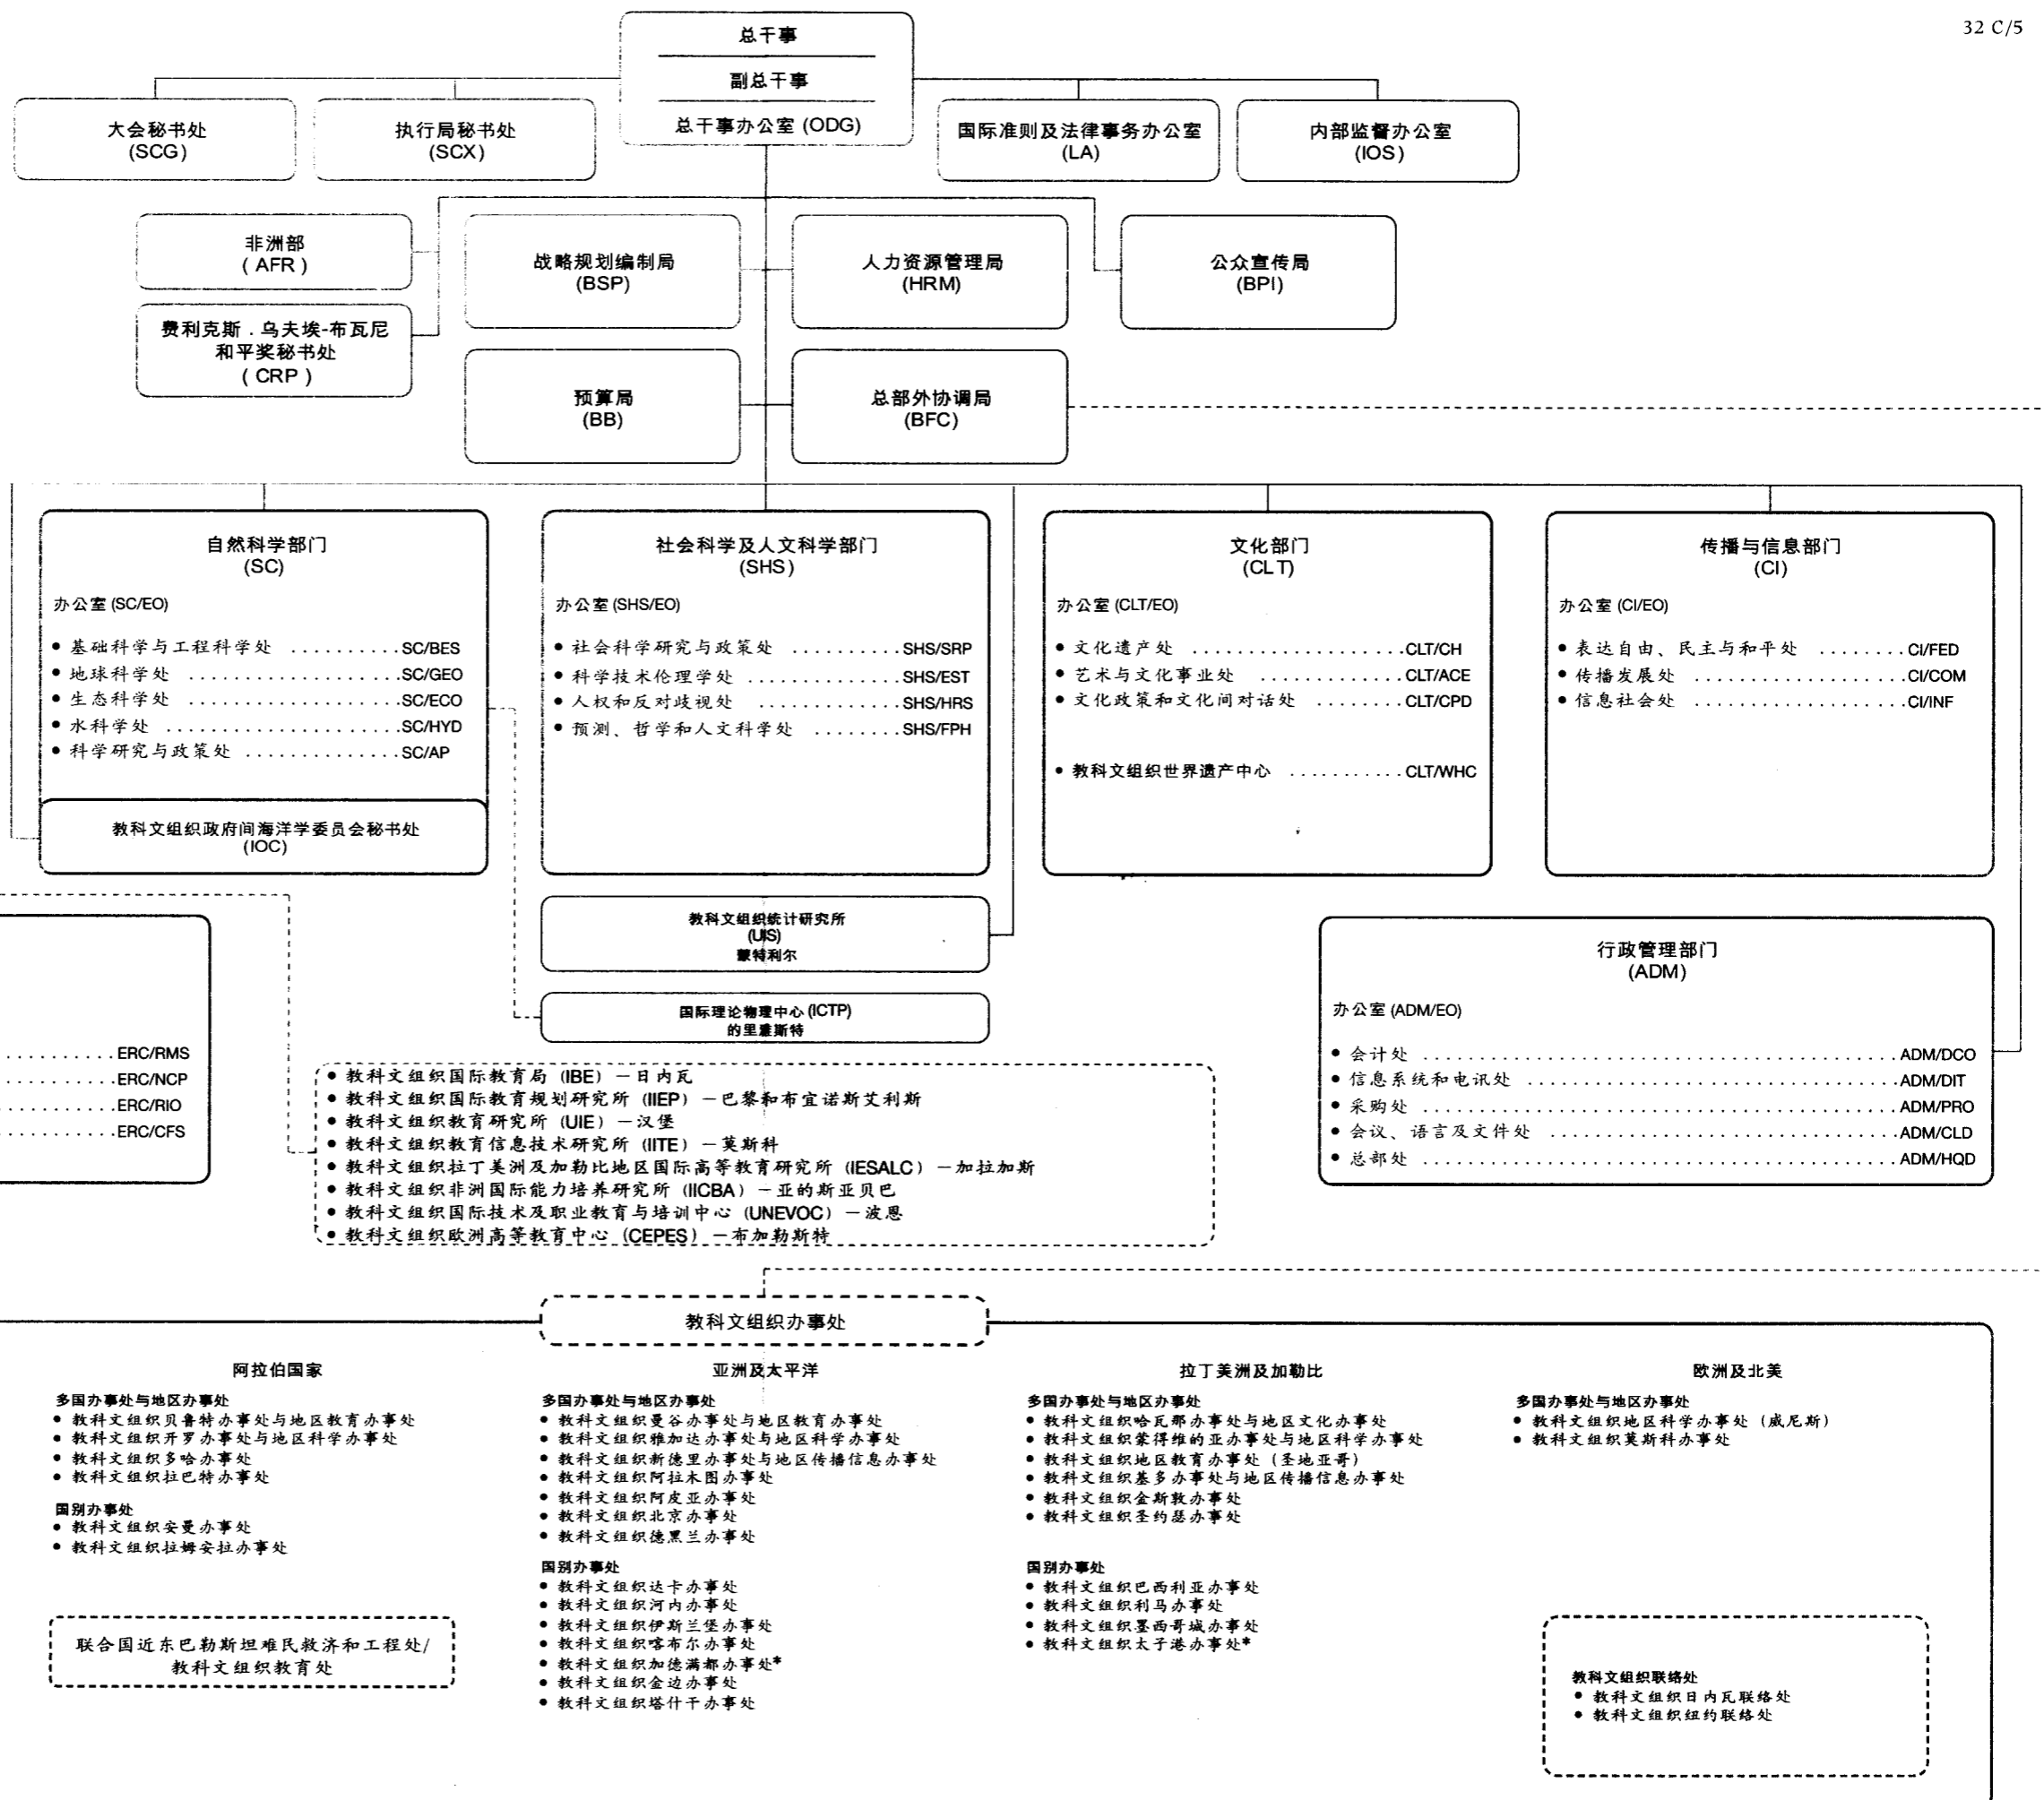 32 C/5
总干事
副总干事
总干事办公室 (ODG)
大会秘书处
(SCG)
执行局秘书处
(SCX)
国际准则及法律事务办公室
(LA)
内部监督办公室
(IOS)
非洲部
( AFR )
费利克斯．乌夫埃-布瓦尼
和平奖秘书处
( CRP )
战略规划编制局
(BSP)
人力资源管理局
(HRM)
公众宣传局
(BPI)
预算局
(BB)
总部外协调局
(BFC)
自然科学部门
(SC)
办公室 (SC/EO)
● 基础科学与工程科学处 .......... SC/BES
● 地球科学处 .................. SC/GEO
● 生态科学处 .................. SC/ECO
● 水科学处 .................... SC/HYD
● 科学研究与政策处 .............. SC/AP
教科文组织政府间海洋学委员会秘书处
(IOC)
社会科学及人文科学部门
(SHS)
办公室 (SHS/EO)
● 社会科学研究与政策处 .......... SHS/SRP
● 科学技术伦理学处 .............. SHS/EST
● 人权和反对歧视处 .............. SHS/HRS
● 预测、哲学和人文科学处 ........ SHS/FPH
文化部门
(CLT)
办公室 (CLT/EO)
● 文化遗产处 ................... CLT/CH
● 艺术与文化事业处 .............. CLT/ACE
● 文化政策和文化间对话处 ........ CLT/CPD
● 教科文组织世界遗产中心 ........... CLT/WHC
传播与信息部门
(CI)
办公室 (CI/EO)
● 表达自由、民主与和平处 ........ CI/FED
● 传播发展处 .................. CI/COM
● 信息社会处 .................. CI/INF
教科文组织统计研究所
(UIS)
蒙特利尔
国际理论物理中心 (ICTP)
的里雅斯特
.......... ERC/RMS
.......... ERC/NCP
.......... ERC/RIO
.......... ERC/CFS
● 教科文组织国际教育局 (IBE) －日内瓦
● 教科文组织国际教育规划研究所 (IIEP) －巴黎和布宜诺斯艾利斯
● 教科文组织教育研究所 (UIE) －汉堡
● 教科文组织教育信息技术研究所 (IITE) －莫斯科
● 教科文组织拉丁美洲及加勒比地区国际高等教育研究所 (IESALC) －加拉加斯
● 教科文组织非洲国际能力培养研究所 (IICBA) －亚的斯亚贝巴
● 教科文组织国际技术及职业教育与培训中心 (UNEVOC) －波恩
● 教科文组织欧洲高等教育中心 (CEPES) －布加勒斯特
行政管理部门
(ADM)
办公室 (ADM/EO)
● 会计处 ........................................ ADM/DCO
● 信息系统和电讯处 ............................... ADM/DIT
● 采购处 ........................................ ADM/PRO
● 会议、语言及文件处 ............................. ADM/CLD
● 总部处 ........................................ ADM/HQD
教科文组织办事处
阿拉伯国家
多国办事处与地区办事处
● 教科文组织贝鲁特办事处与地区教育办事处
● 教科文组织开罗办事处与地区科学办事处
● 教科文组织多哈办事处
● 教科文组织拉巴特办事处
国别办事处
● 教科文组织安曼办事处
● 教科文组织拉姆安拉办事处
联合国近东巴勒斯坦难民救济和工程处/
教科文组织教育处
亚洲及太平洋
多国办事处与地区办事处
● 教科文组织曼谷办事处与地区教育办事处
● 教科文组织雅加达办事处与地区科学办事处
● 教科文组织新德里办事处与地区传播信息办事处
● 教科文组织阿拉木图办事处
● 教科文组织阿皮亚办事处
● 教科文组织北京办事处
● 教科文组织德黑兰办事处
国别办事处
● 教科文组织达卡办事处
● 教科文组织河内办事处
● 教科文组织伊斯兰堡办事处
● 教科文组织喀布尔办事处
● 教科文组织加德满都办事处*
● 教科文组织金边办事处
● 教科文组织塔什干办事处
拉丁美洲及加勒比
多国办事处与地区办事处
● 教科文组织哈瓦那办事处与地区文化办事处
● 教科文组织蒙得维的亚办事处与地区科学办事处
● 教科文组织地区教育办事处（圣地亚哥）
● 教科文组织基多办事处与地区传播信息办事处
● 教科文组织金斯敦办事处
● 教科文组织圣约瑟办事处
国别办事处
● 教科文组织巴西利亚办事处
● 教科文组织利马办事处
● 教科文组织墨西哥城办事处
● 教科文组织太子港办事处*
欧洲及北美
多国办事处与地区办事处
● 教科文组织地区科学办事处（威尼斯）
● 教科文组织莫斯科办事处
教科文组织联络处
● 教科文组织日内瓦联络处
● 教科文组织纽约联络处